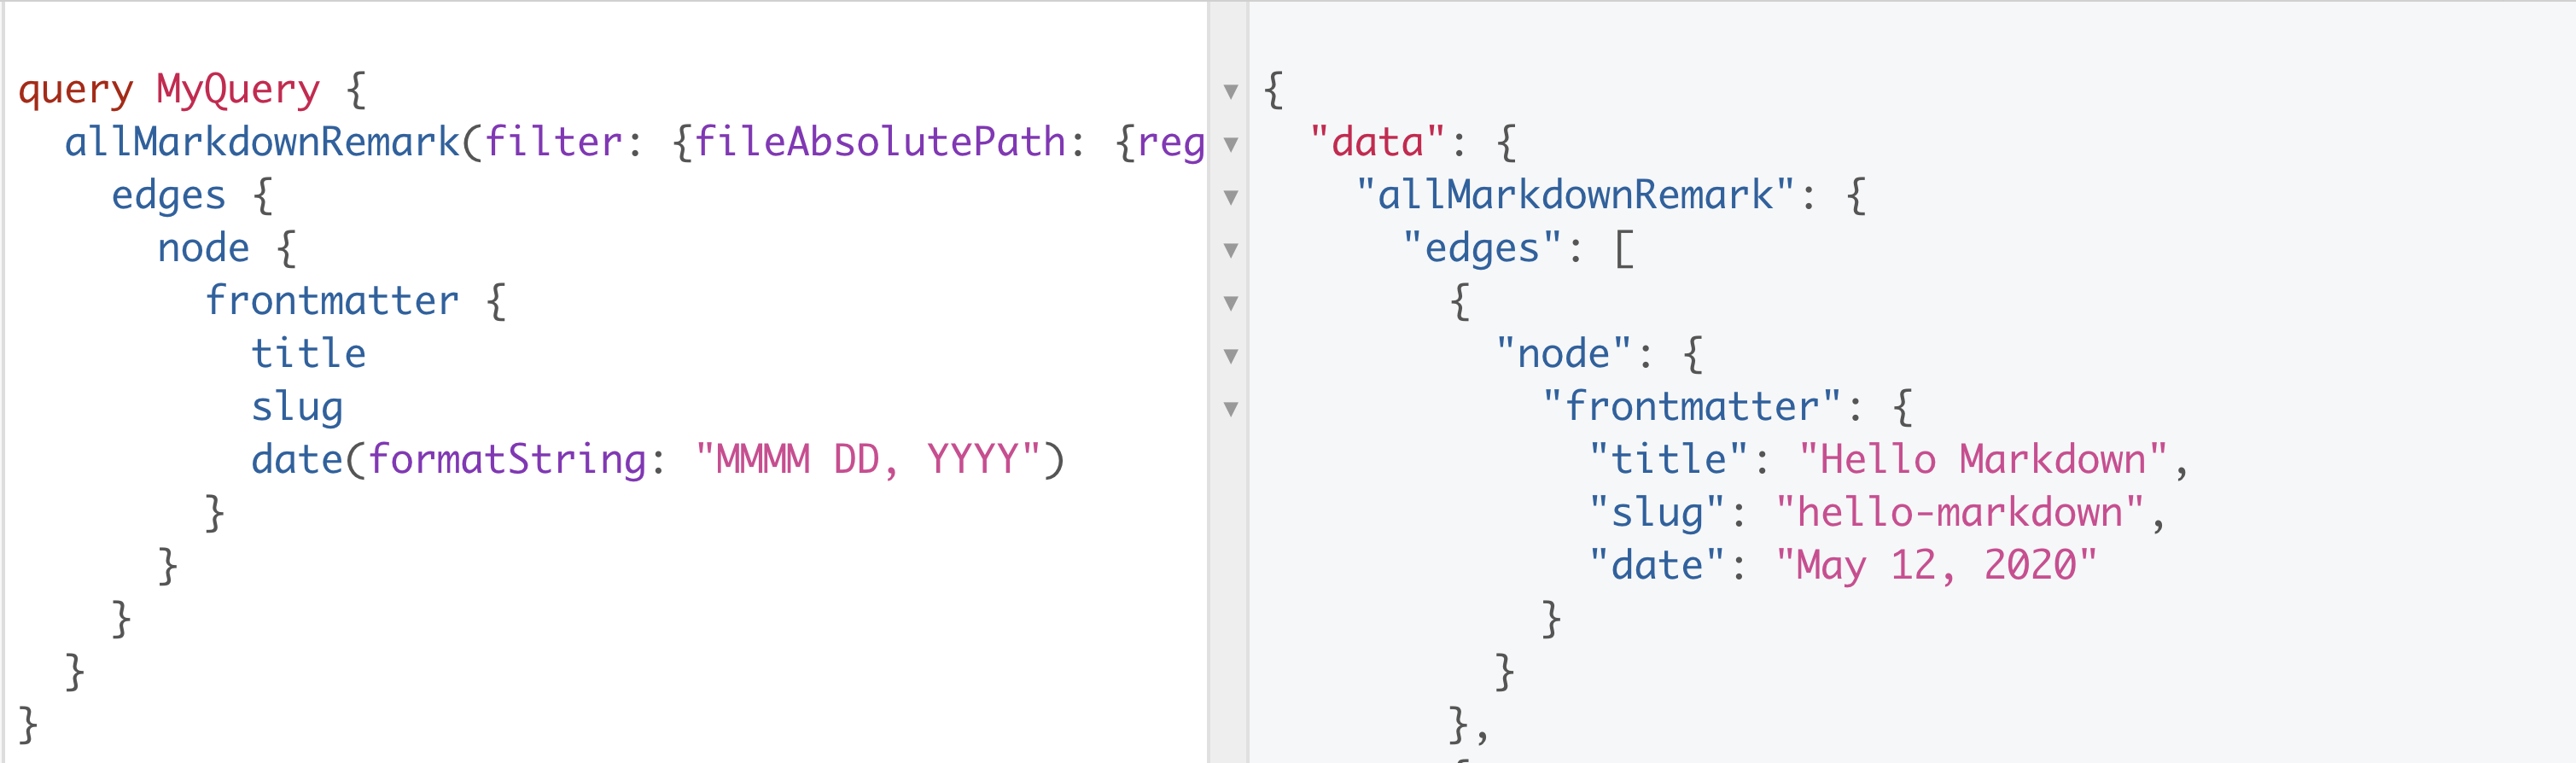 query MyQuery {
  allMarkdownRemark(filter: {fileAbsolutePath: {reg
    edges {
      node {
        frontmatter {
          title
          slug
          date(formatString: "MMMM DD, YYYY")
        }
      }
    }
  }
}
{
  "data": {
    "allMarkdownRemark": {
      "edges": [
        {
          "node": {
            "frontmatter": {
              "title": "Hello Markdown",
              "slug": "hello-markdown",
              "date": "May 12, 2020"
            }
          }
        },